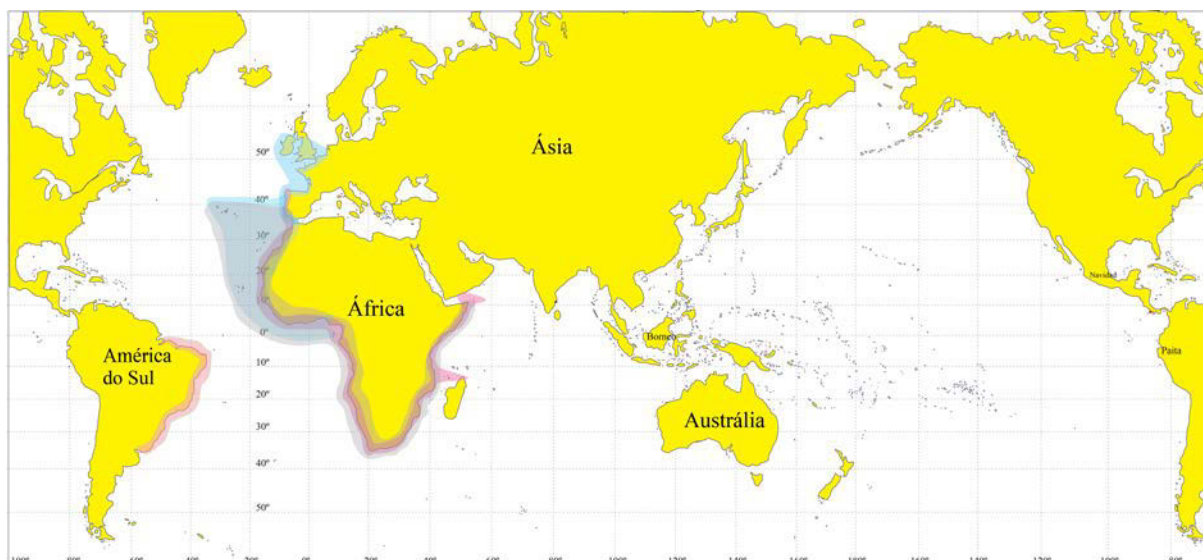 Ásia
50º
40º
30º
20º
Navidad
10º
África
0º
Borneo
Paita
América
do Sul
10º
20º
Austrália
30º
40º
50º